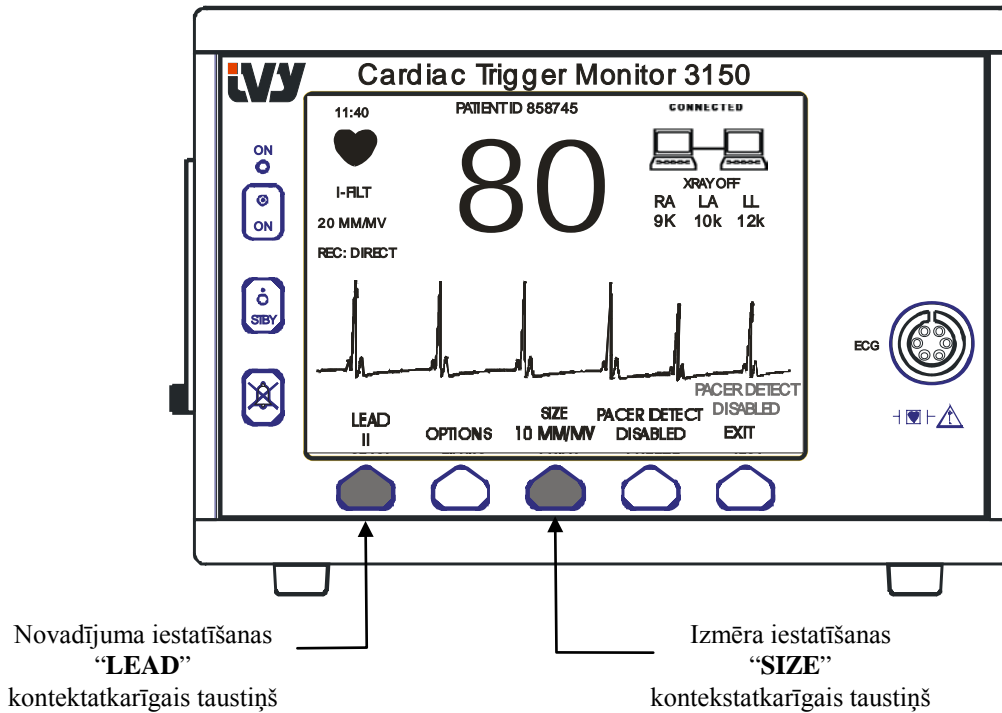 ivy
Cardiac Trigger Monitor 3150
11:40
PATIENT ID 858745
CONNECTED
80
I-FILT
20 MM/MV
REC: DIRECT
XRAY OFF
RA LA LL
9K 10k 12k
ON
ON
STBY
ECG
PACER DETECT
DISABLED
LEAD
II
OPTIONS
SIZE
10 MM/MV
PACER DETECT
DISABLED
EXIT
Novadījuma iestatīšanas
“LEAD”
kontektatkarīgais taustiņš
Izmēra iestatīšanas
“SIZE”
kontekstatkarīgais taustiņš